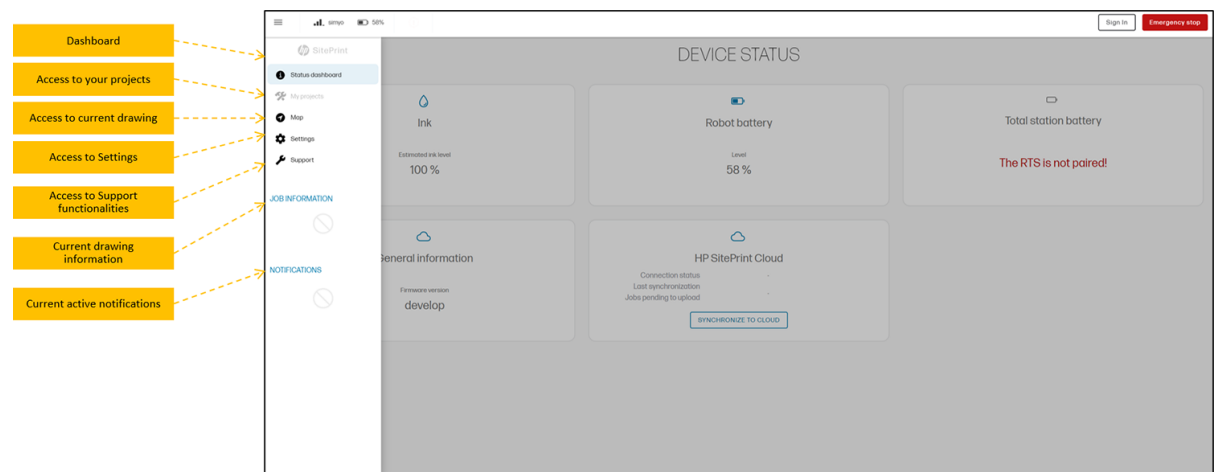 Dashboard
Access to your projects
Access to current drawing
Access to Settings
Access to Support
functionalities
Current drawing
information
Current active notifications
simyo 58%
Sign In
Emergency stop
hp SitePrint
Status dashboard
My projects
Map
Settings
Support
JOB INFORMATION
NOTIFICATIONS
DEVICE STATUS
Ink
Estimated ink level
100 %
Robot battery
Level
58 %
Total station battery
The RTS is not paired!
General information
Firmware version
develop
HP SitePrint Cloud
Connection status -
Last synchronization
Jobs pending to upload -
SYNCHRONIZE TO CLOUD